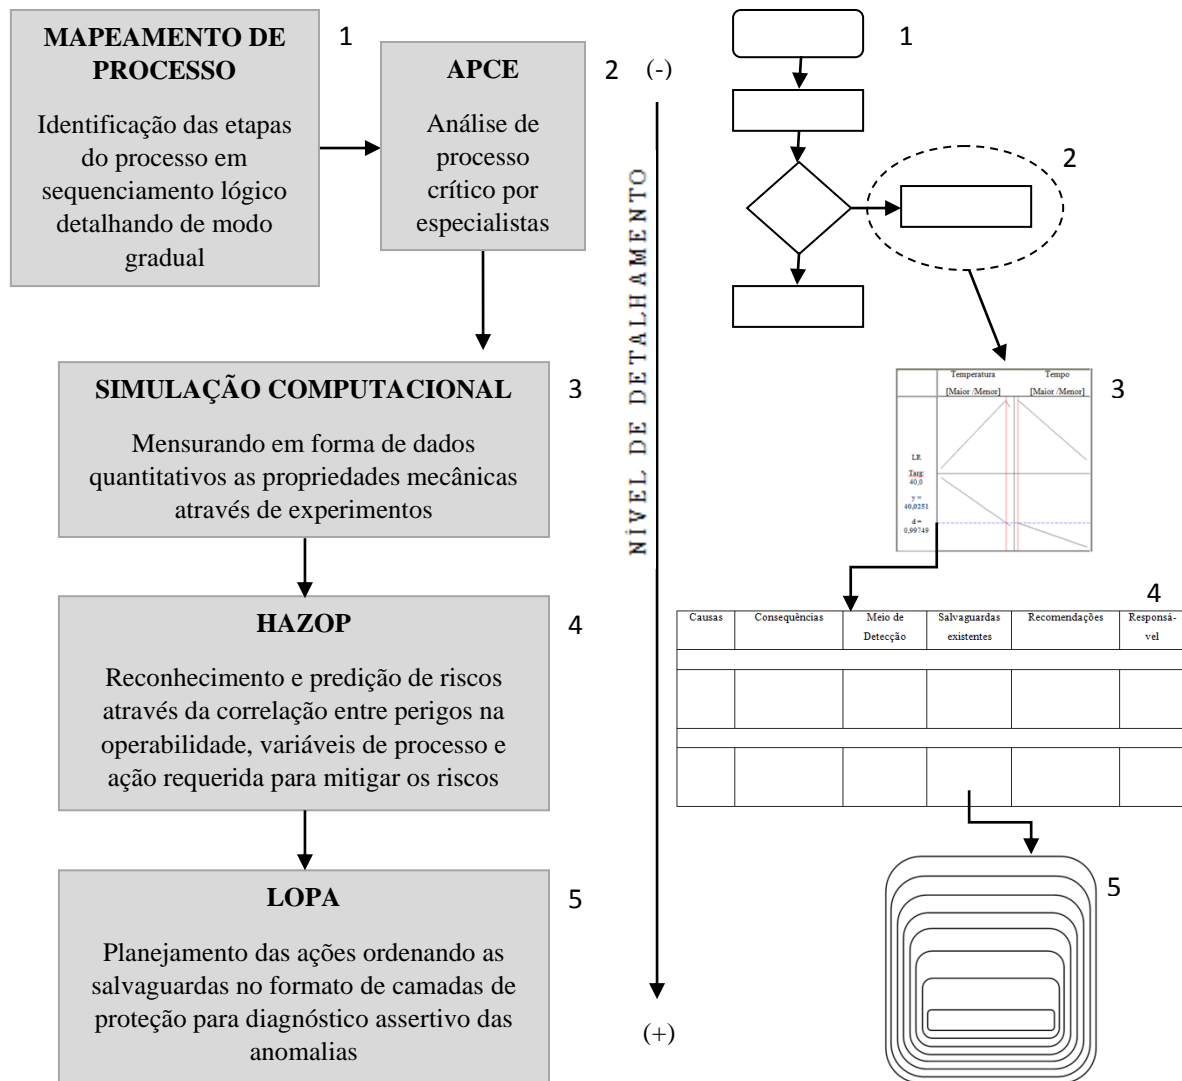 MAPEAMENTO DE
PROCESSO
1
Identificação das etapas
do processo em
sequenciamento lógico
detalhando de modo
gradual
APCE
2
Análise de
processo
crítico por
especialistas
SIMULAÇÃO COMPUTACIONAL
3
Mensurando em forma de dados
quantitativos as propriedades mecânicas
através de experimentos
HAZOP
4
Reconhecimento e predição de riscos
através da correlação entre perigos na
operabilidade, variáveis de processo e
ação requerida para mitigar os riscos
LOPA
5
Planejamento das ações ordenando as
salvaguardas no formato de camadas de
proteção para diagnóstico assertivo das
anomalias
(-)
NÍVEL DE DETALHAMENTO
(+)
1
2
3
Temperatura Tempo
[Maior /Menor] [Maior /Menor]
LR
Targ:
40,0
y =
40,0251
d =
0,99749
4
Causas Consequências Meio de Salvaguardas Recomendações Responsá-
Detecção existentes vel
5